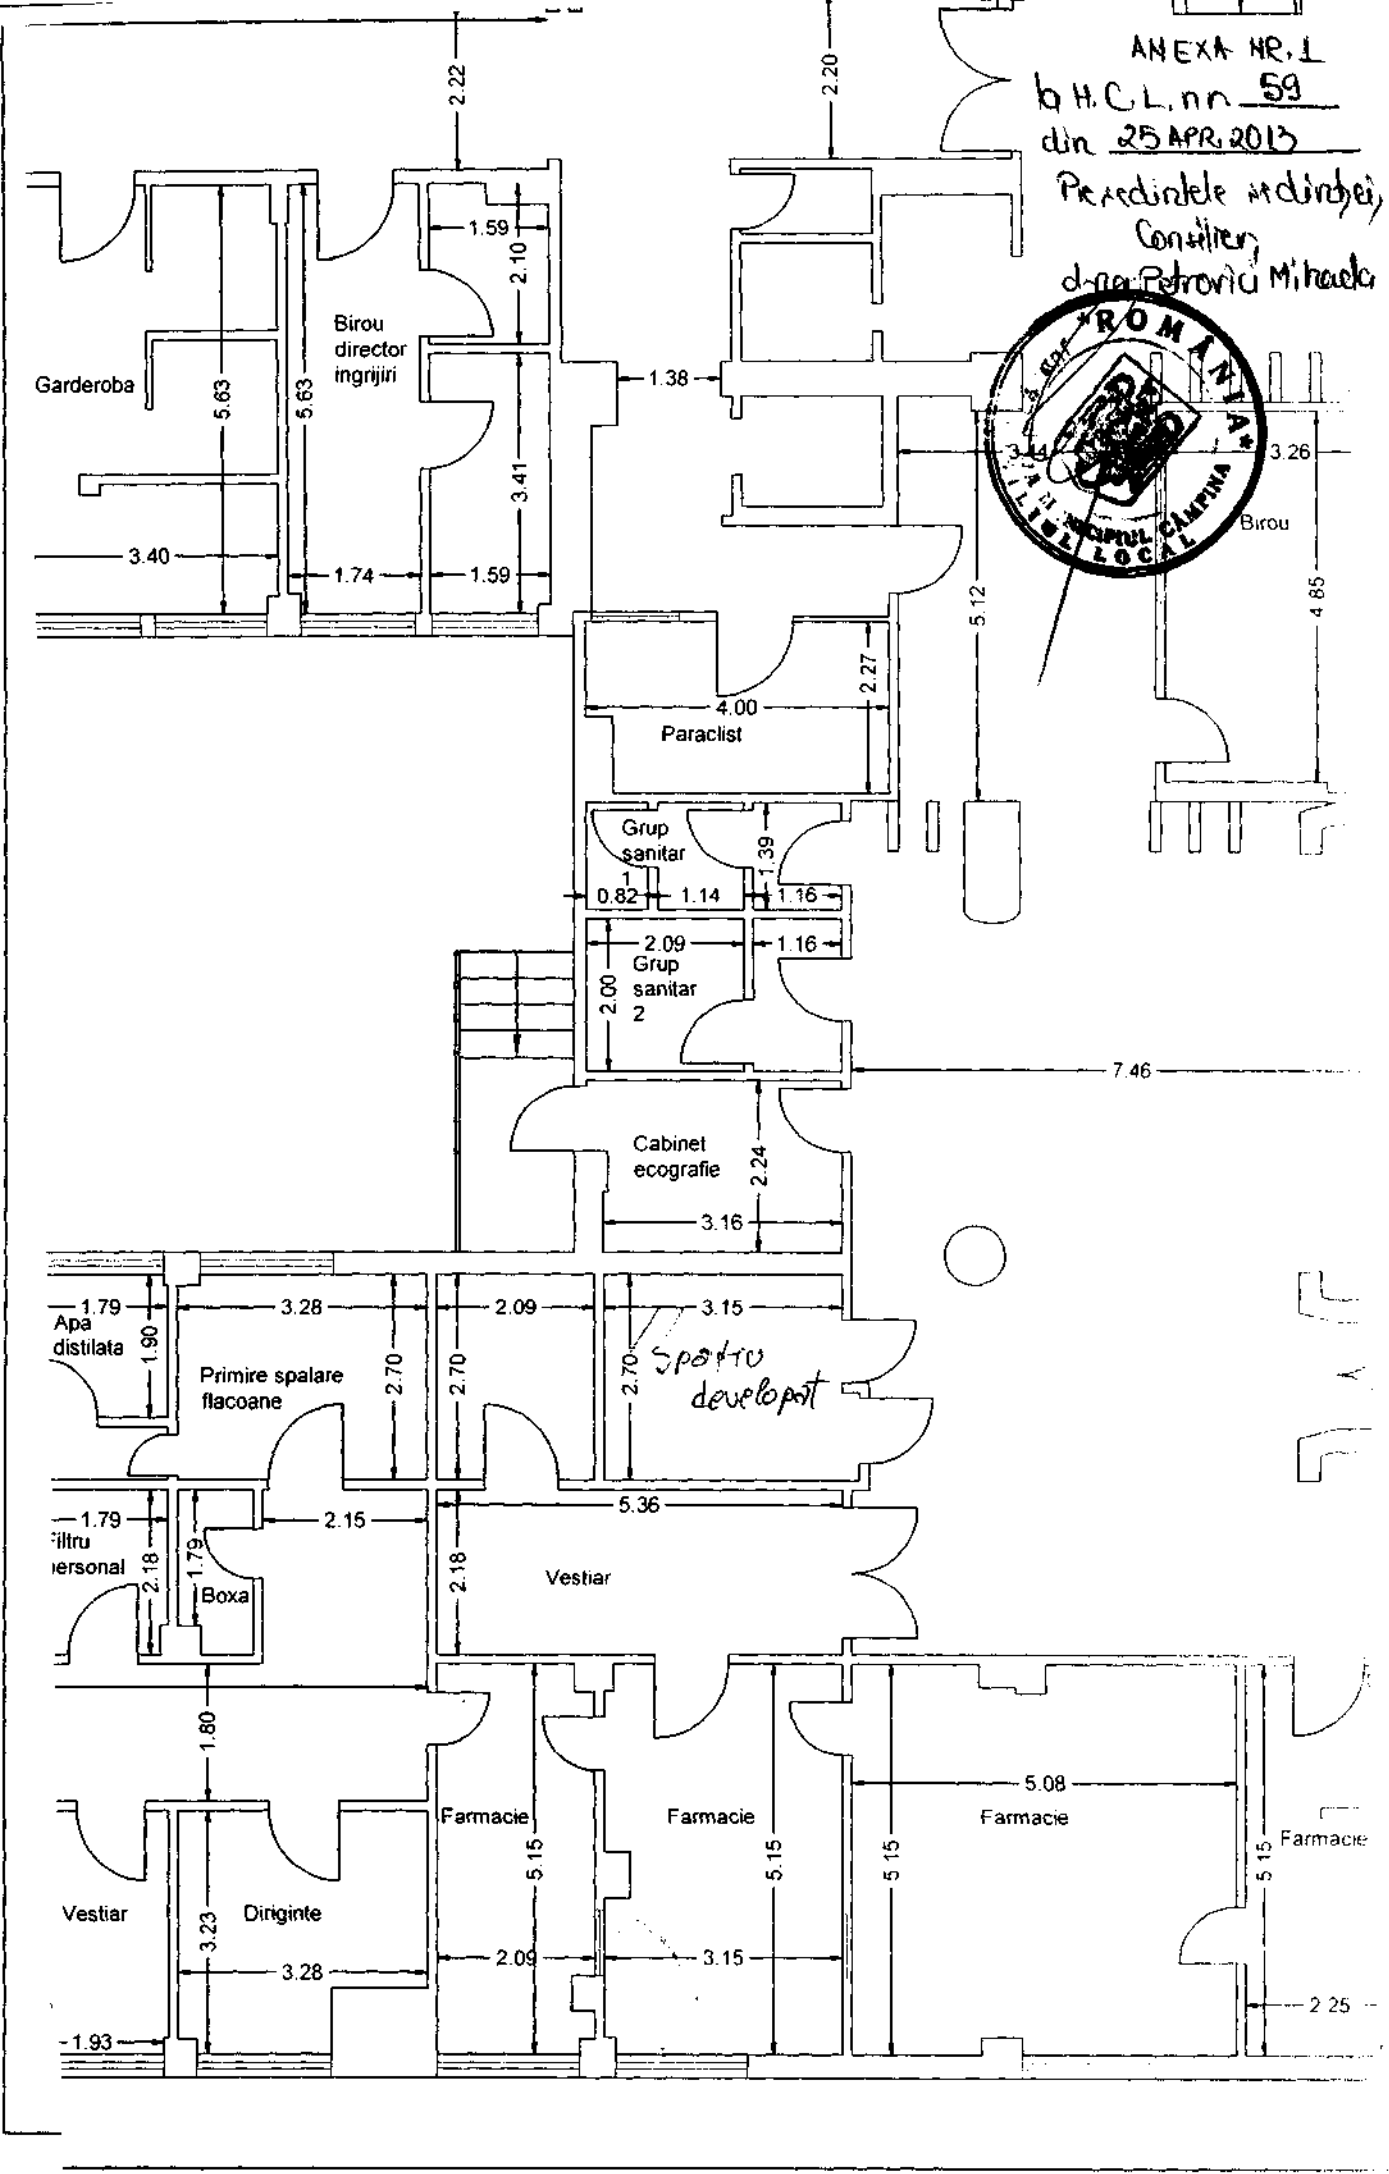 2.22
2.20
ANEXA NR. 1
la H.C.L. nr. 59
din 25 APR. 2013
Consilier,
d-na Petroviciu Mihaela
*ROMÂNIA*
MUNICIPIUL CÂMPINA
LOCAL
Garderoba
5.63
5.63
Birou
director
ingrijiri
1.59
2.10
3.41
3.40
1.74
1.59
1.38
3.44
3.26
Birou
5.12
4.85
2.27
4.00
Paraclist
Grup
sanitar
1
0.82
1.14
1.39
1.16
2.09
1.16
Grup
sanitar
2
2.00
7.46
Cabinet
ecografie
2.24
3.16
1.79
Apa
distilata
1.90
3.28
Primire spalare
flacoane
2.70
2.09
2.70
3.15
2.70
Spatiu
developat
1.79
Filtru
personal
2.18
1.79
Boxa
2.15
5.36
2.18
Vestiar
1.80
Farmacie
5.15
Farmacie
5.15
5.15
5.08
Farmacie
5.15
Farmacie
Vestiar
3.23
Diriginte
3.28
2.09
3.15
2.25
1.93